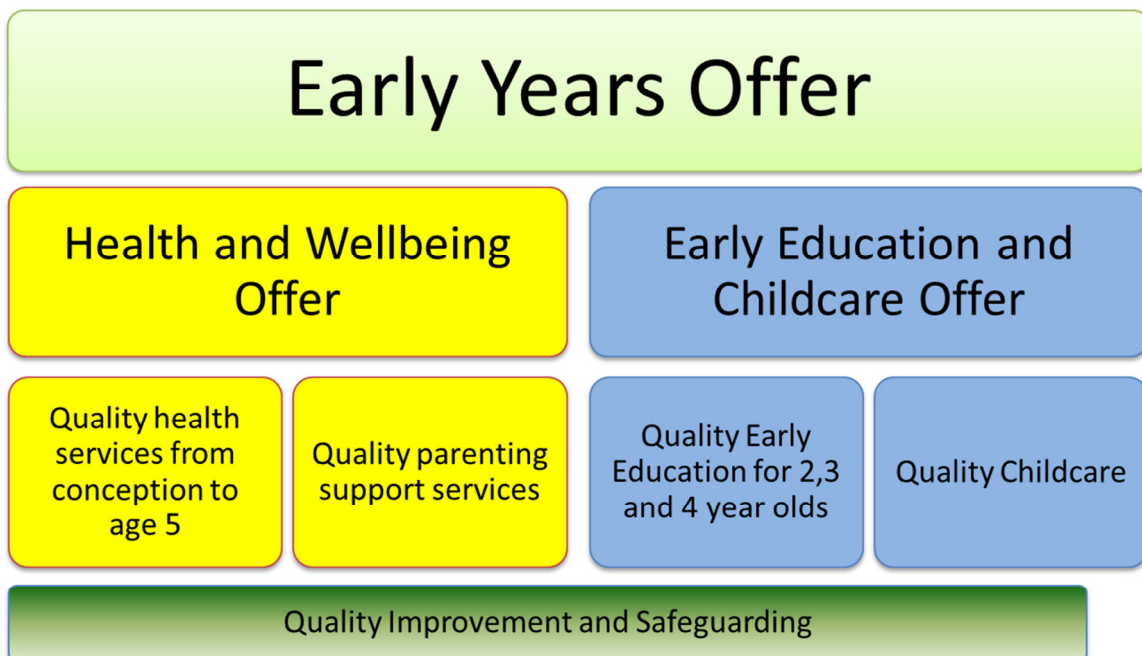 Early Years Offer
Health and Wellbeing
Offer
Early Education and
Childcare Offer
Quality health
services from
conception to
age 5
Quality parenting
support services
Quality Early
Education for 2,3
and 4 year olds
Quality Childcare
Quality Improvement and Safeguarding